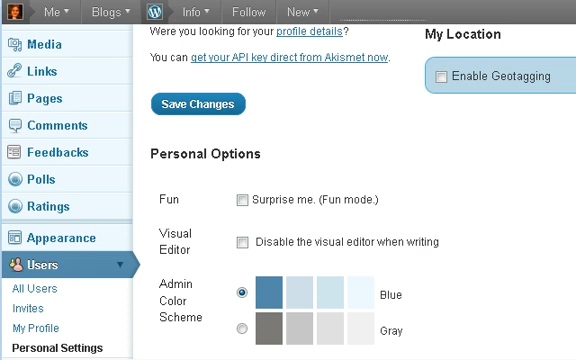 Me Blogs Info Follow New
Media
Links
Pages
Comments
Feedbacks
Polls
Ratings
Appearance
Users
All Users
Invites
My Profile
Personal Settings
Were you looking for your profile details?
You can get your API key direct from Akismet now.
Save Changes
My Location
Enable Geotagging
Personal Options
Fun
Surprise me. (Fun mode.)
Visual
Editor
Disable the visual editor when writing
Admin
Color
Scheme
Blue
Gray